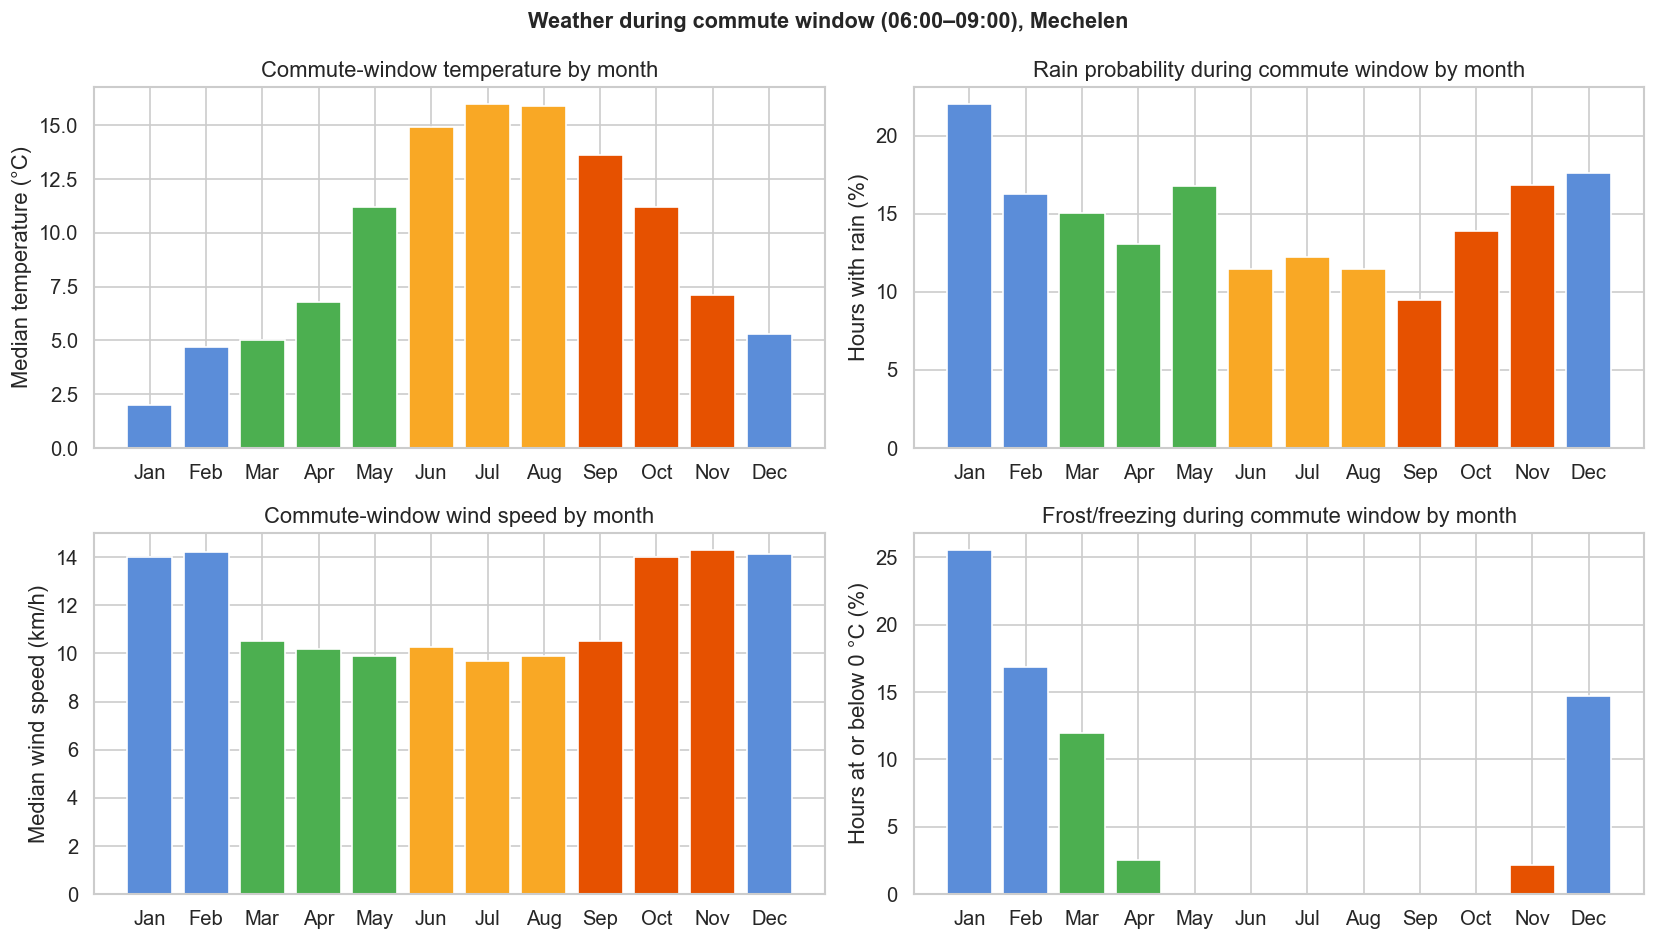 Weather during commute window (06:00–09:00), Mechelen
Commute-window temperature by month
Median temperature (°C)
15.0
12.5
10.0
7.5
5.0
2.5
0.0
Jan Feb Mar Apr May Jun Jul Aug Sep Oct Nov Dec
Rain probability during commute window by month
Hours with rain (%)
20
15
10
5
0
Jan Feb Mar Apr May Jun Jul Aug Sep Oct Nov Dec
Commute-window wind speed by month
Median wind speed (km/h)
14
12
10
8
6
4
2
0
Jan Feb Mar Apr May Jun Jul Aug Sep Oct Nov Dec
Frost/freezing during commute window by month
Hours at or below 0 °C (%)
25
20
15
10
5
0
Jan Feb Mar Apr May Jun Jul Aug Sep Oct Nov Dec